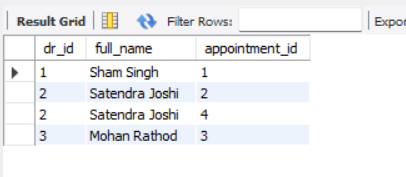 Result Grid Filter Rows: Expor
dr_id full_name appointment_id
1 Sham Singh 1
2 Satendra Joshi 2
2 Satendra Joshi 4
3 Mohan Rathod 3